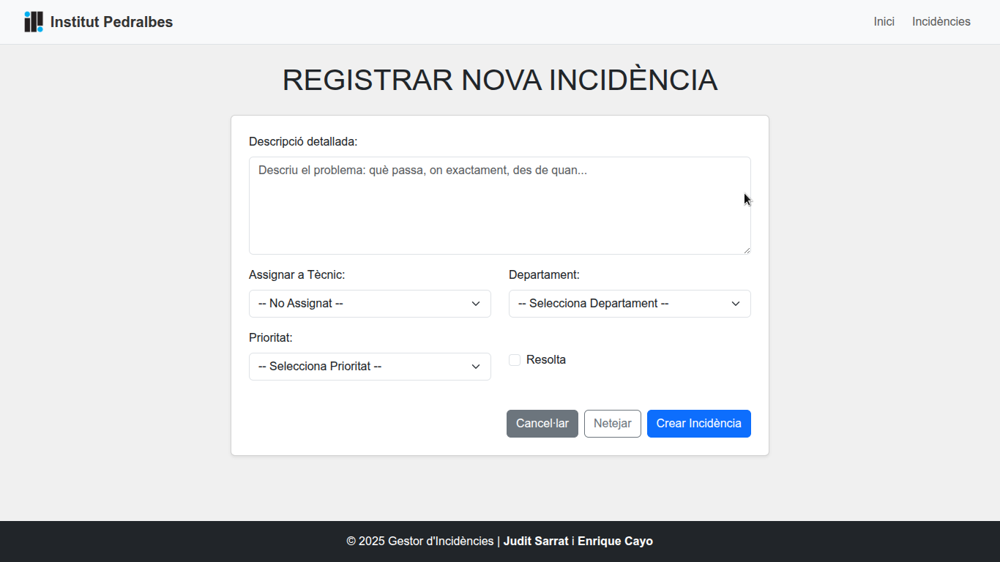 Institut Pedralbes
Inici
Incidències
REGISTRAR NOVA INCIDÈNCIA
Descripció detallada:
Descriu el problema: què passa, on exactament, des de quan...
Assignar a Tècnic:
Departament:
-- No Assignat --
-- Selecciona Departament --
Prioritat:
-- Selecciona Prioritat --
Resolta
Cancel·lar
Netejar
Crear Incidència
© 2025 Gestor d'Incidències | Judit Sarrat i Enrique Cayo